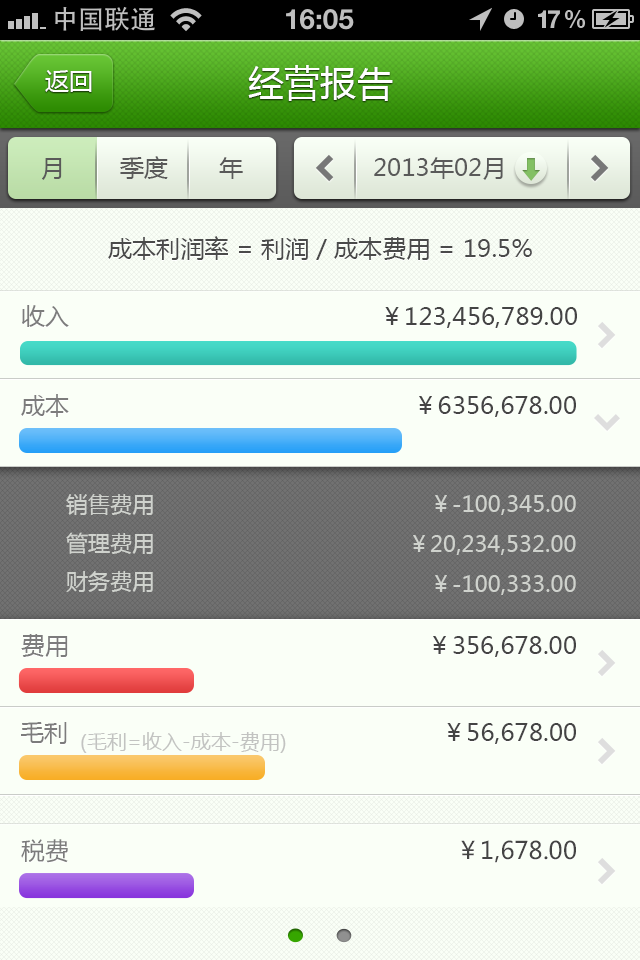 中国联通 16:05 17%
返回 经营报告
月 季度 年 2013年02月
成本利润率 = 利润 / 成本费用 = 19.5%
收入 ¥123,456,789.00
成本 ¥6356,678.00
销售费用 ¥-100,345.00
管理费用 ¥20,234,532.00
财务费用 ¥-100,333.00
费用 ¥356,678.00
毛利 (毛利=收入-成本-费用) ¥56,678.00
税费 ¥1,678.00